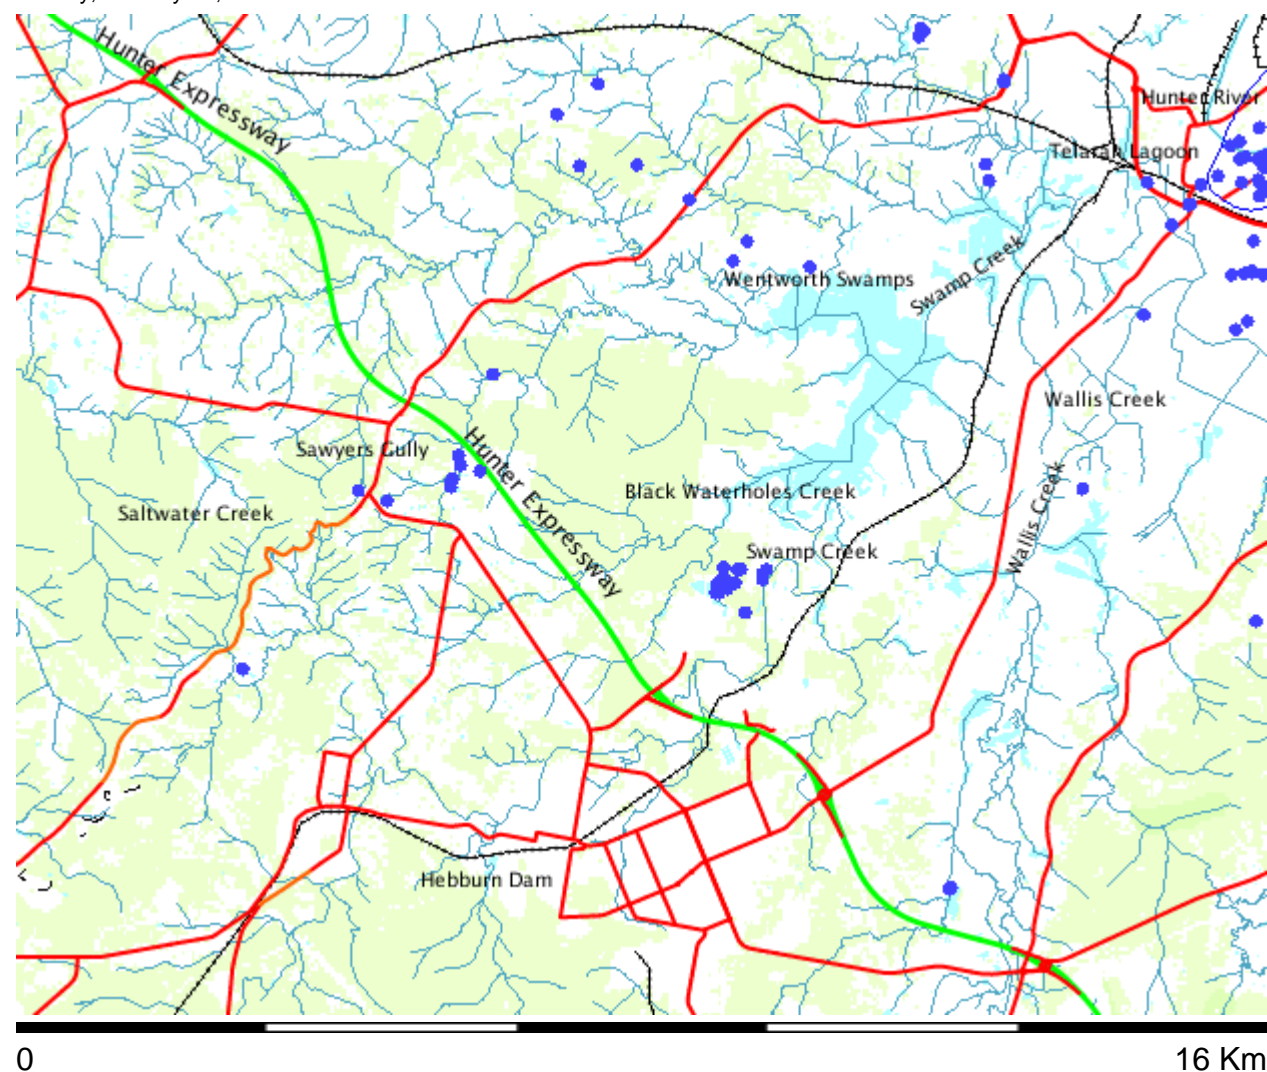 Hunter Expressway
Hunter River
Telarah Lagoon
Swamp Creek
Wentworth Swamps
Wallis Creek
Sawyers Gully
Hunter Expressway
Black Waterholes Creek
Wallis Creek
Saltwater Creek
Swamp Creek
Hebburn Dam
0
16 Km